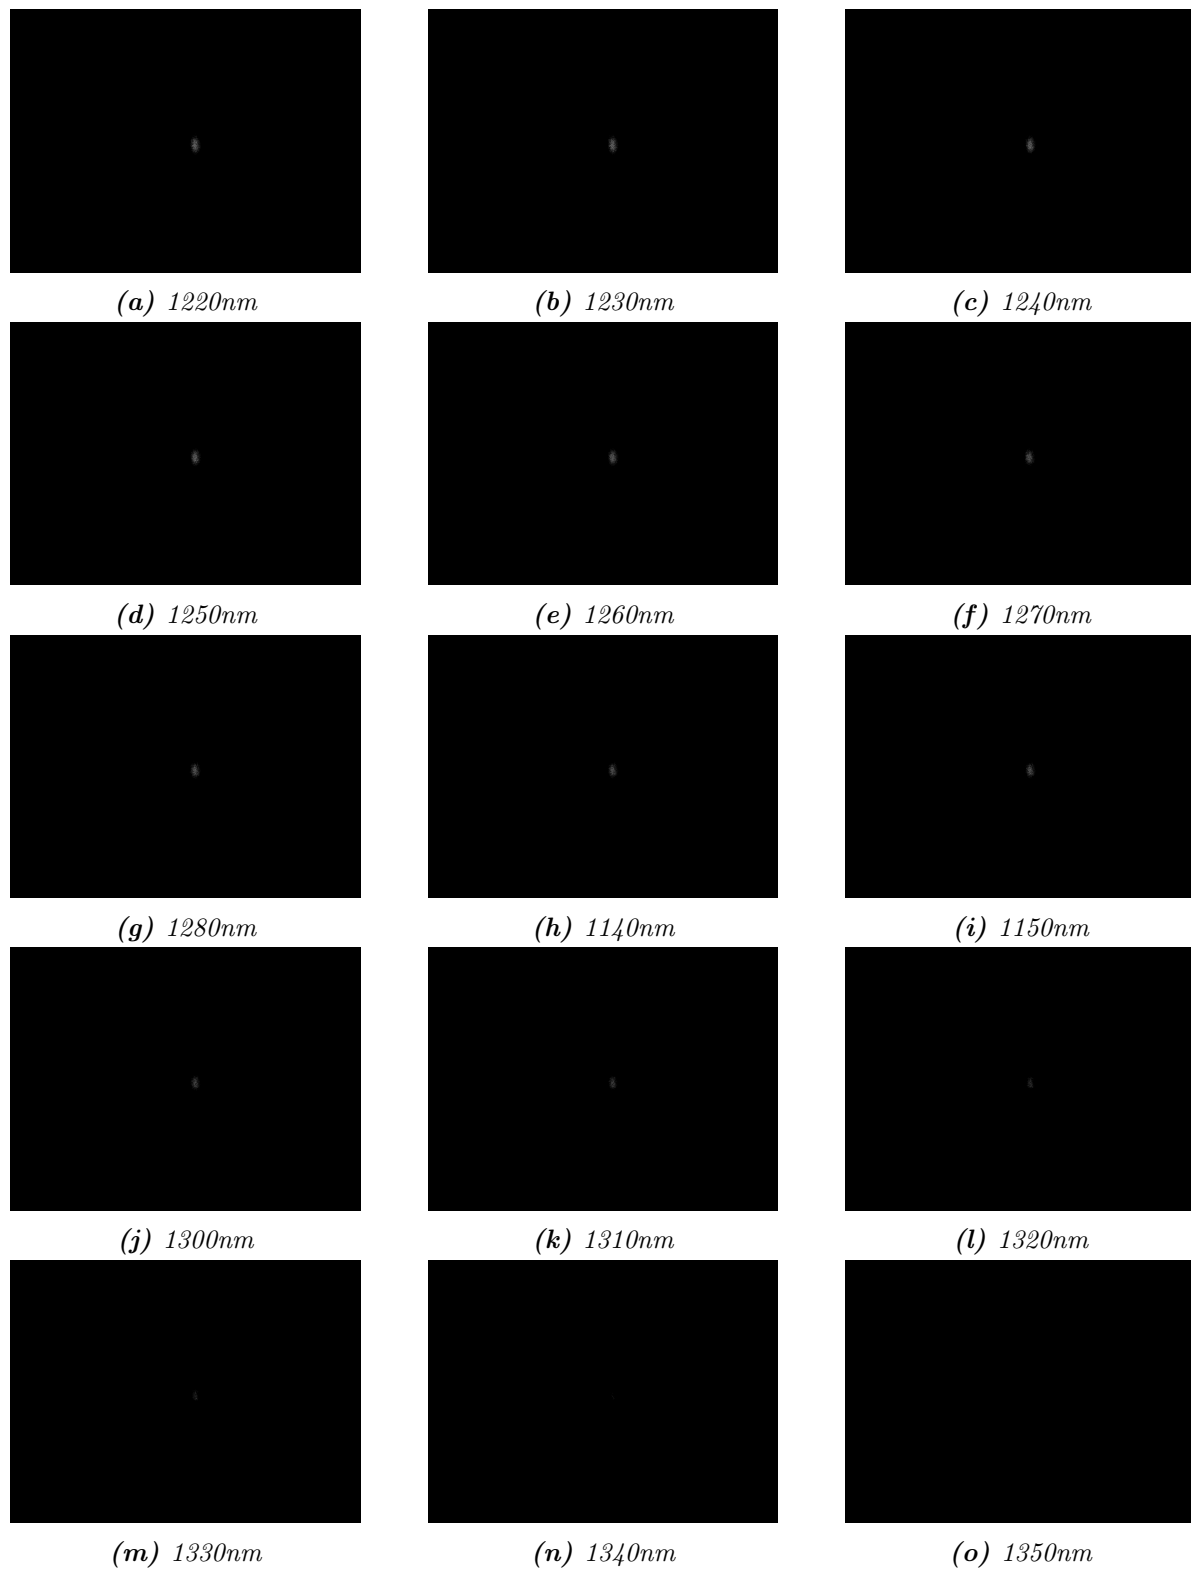 (a) 1220nm (b) 1230nm (c) 1240nm
(d) 1250nm (e) 1260nm (f) 1270nm
(g) 1280nm (h) 1140nm (i) 1150nm
(j) 1300nm (k) 1310nm (l) 1320nm
(m) 1330nm (n) 1340nm (o) 1350nm